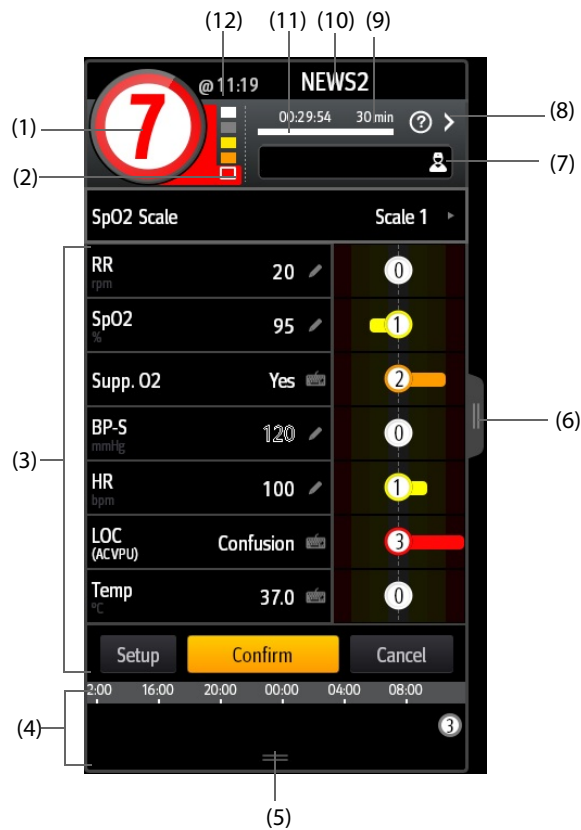 (12) (11) (10) (9)
@11:19 NEWS2
(1) 7 00:29:54 30 min ? (8)
(2) (7)
SpO2 Scale Scale 1
RR 20 0
rpm
SpO2 95 1
%
Supp. O2 Yes 2
(6)
BP-S 120 0
mmHg
(3)
HR 100 1
bpm
LOC Confusion 3
(ACVPU)
Temp 37.0 0
°C
Setup Confirm Cancel
2:00 16:00 20:00 00:00 04:00 08:00
(4) 3
(5)